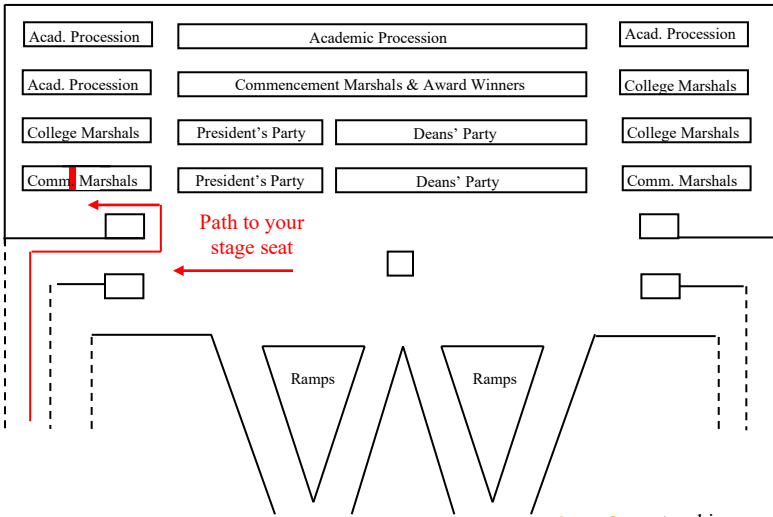 Acad. Procession
Academic Procession
Acad. Procession
Acad. Procession
Commencement Marshals & Award Winners
College Marshals
College Marshals
President's Party
Deans' Party
College Marshals
Comm. Marshals
President's Party
Deans' Party
Comm. Marshals
Path to your
stage seat
Ramps
Ramps